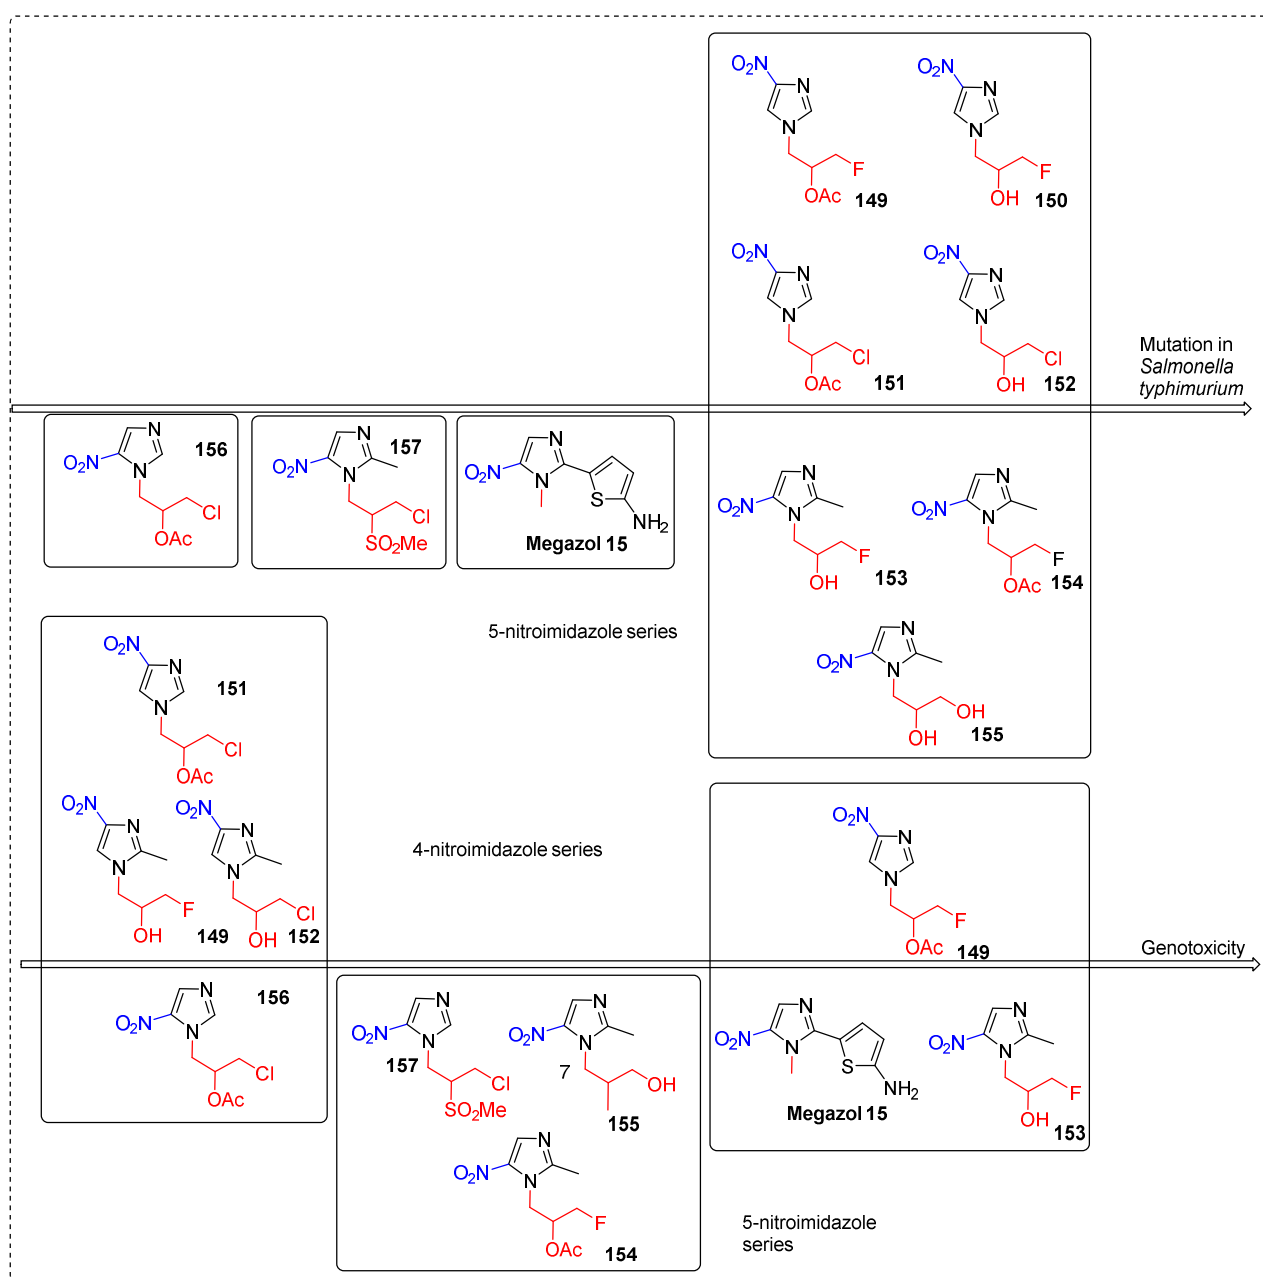 O₂N
N
N
F
OAc
149
O₂N
N
N
F
OH
150
O₂N
N
N
Cl
OAc
151
O₂N
N
N
Cl
OH
152
Mutation in
Salmonella
typhimurium
N
O₂N
N
156
Cl
OAc
N
O₂N
N
157
Cl
SO₂Me
N
O₂N
N
S
NH₂
Megazol 15
N
O₂N
N
F
OH
153
N
O₂N
N
F
OAc
154
5-nitroimidazole series
N
O₂N
N
OH
OH
155
O₂N
N
N
151
Cl
OAc
O₂N
N
N
F
OH
149
O₂N
N
N
Cl
OH
152
4-nitroimidazole series
O₂N
N
N
F
OAc
149
Genotoxicity
N
O₂N
N
156
Cl
OAc
N
O₂N
N
157
Cl
SO₂Me
N
O₂N
N
7
OH
155
N
O₂N
N
S
NH₂
Megazol 15
N
O₂N
N
F
OH
153
N
O₂N
N
F
OAc
154
5-nitroimidazole
series